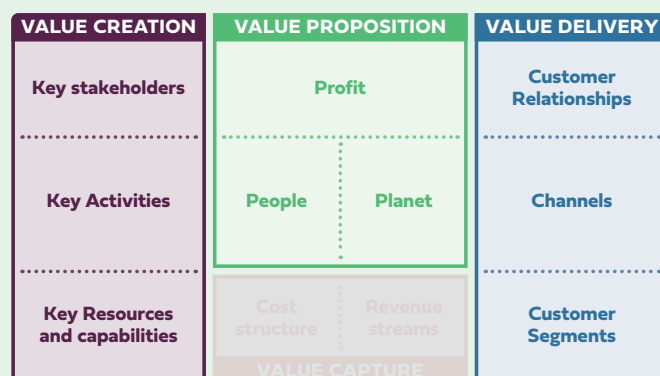 VALUE CREATION
Key stakeholders
Key Activities
Key Resources
and capabilities
VALUE PROPOSITION
Profit
People
Planet
Cost
structure
Revenue
streams
VALUE CAPTURE
VALUE DELIVERY
Customer
Relationships
Channels
Customer
Segments